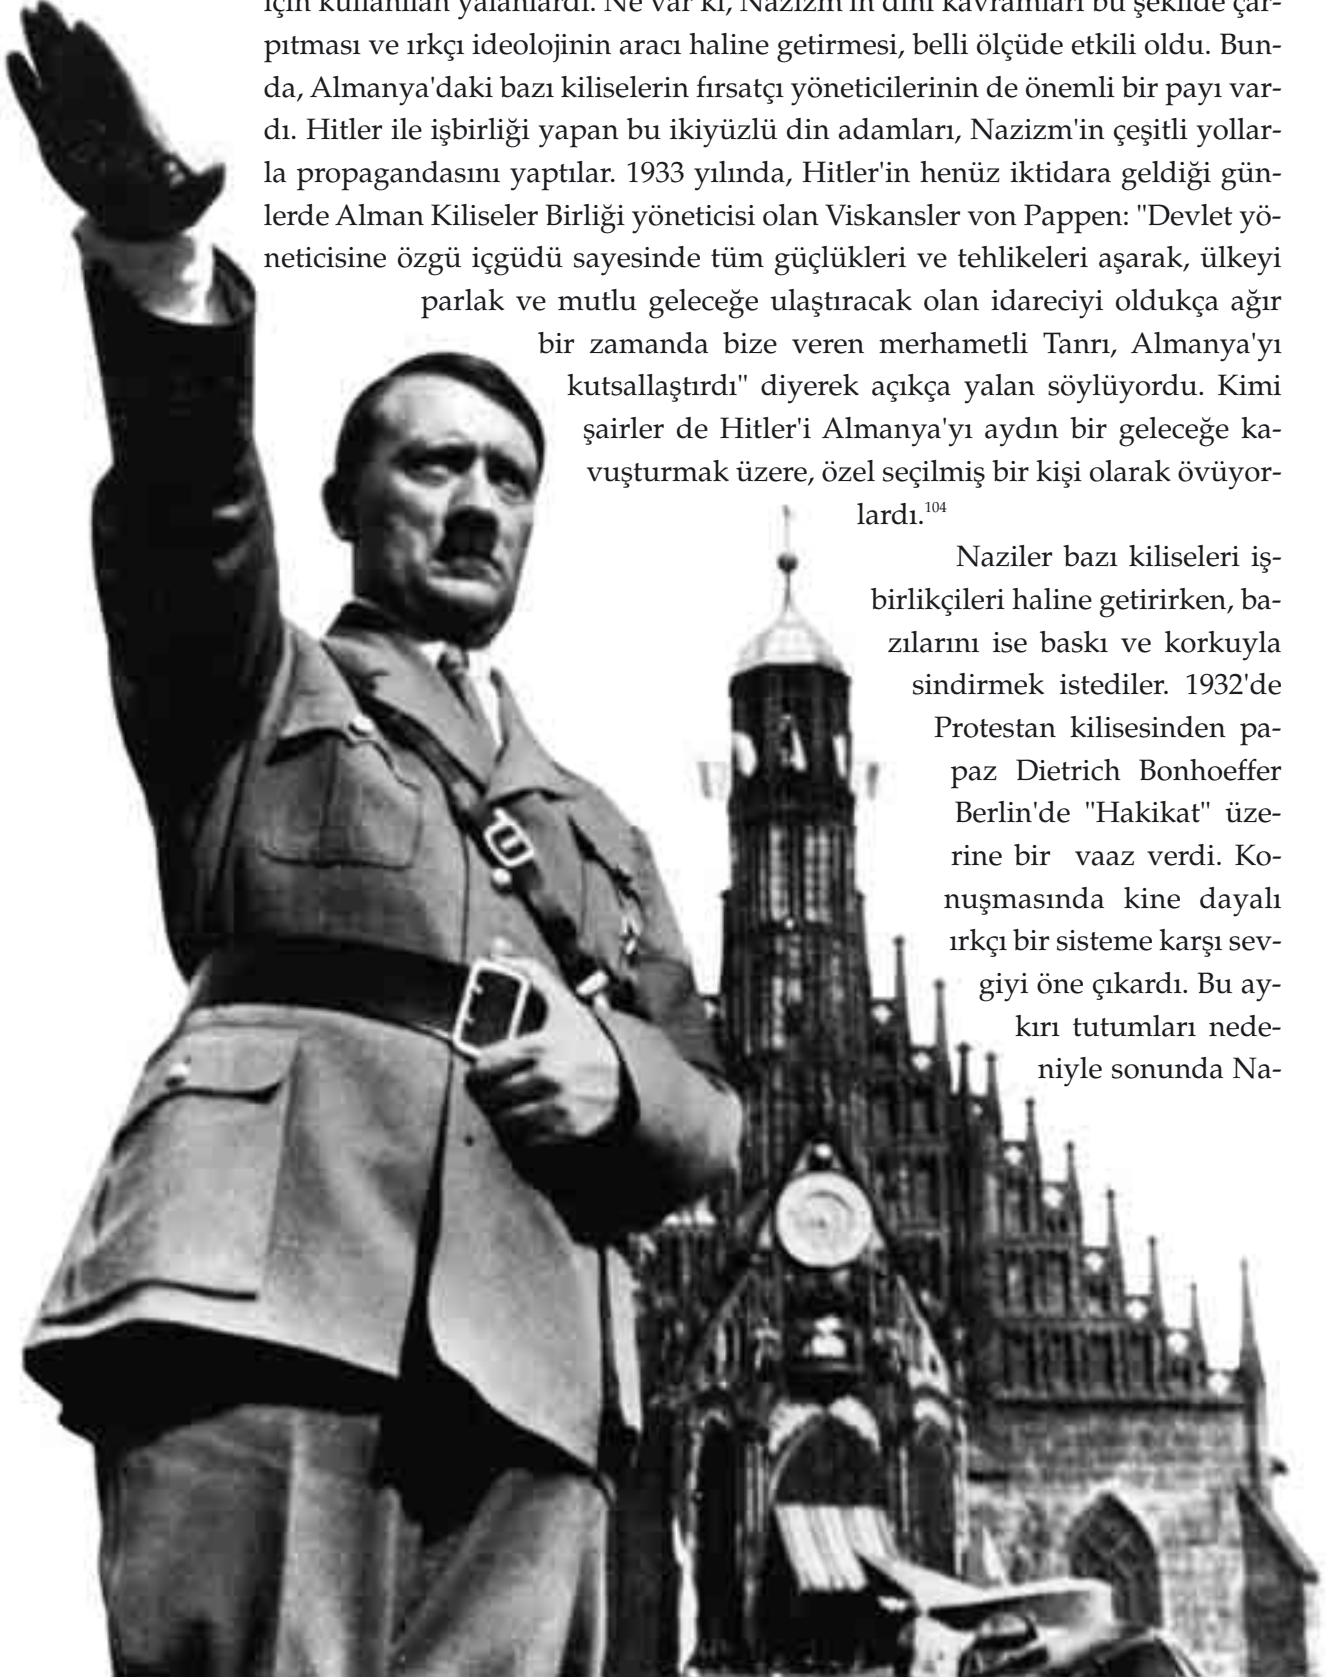 için kullanılan yalanlardı. Ne var ki, Nazizm'in dini kavramları bu şekilde çar-
pıtması ve ırkçı ideolojinin aracı haline getirmesi, belli ölçüde etkili oldu. Bun-
da, Almanya'daki bazı kiliselerin fırsatçı yöneticilerinin de önemli bir payı var-
dı. Hitler ile işbirliği yapan bu ikiyüzlü din adamları, Nazizm'in çeşitli yollar-
la propagandasını yaptılar. 1933 yılında, Hitler'in henüz iktidara geldiği gün-
lerde Alman Kiliseler Birliği yöneticisi olan Viskansler von Pappen: "Devlet yö-
neticisine özgü içgüdü sayesinde tüm güçlükleri ve tehlikeleri aşarak, ülkeyi
parlak ve mutlu geleceğe ulaştıracak olan idareciyi oldukça ağır
bir zamanda bize veren merhametli Tanrı, Almanya'yı
kutsallaştırdı" diyerek açıkça yalan söylüyordu. Kimi
şairler de Hitler'i Almanya'yı aydın bir geleceğe ka-
vuşturmak üzere, özel seçilmiş bir kişi olarak övüyor-
lardı.104
Naziler bazı kiliseleri iş-
birlikçileri haline getirirken, ba-
zılarını ise baskı ve korkuyla
sindirmek istediler. 1932'de
Protestan kilisesinden pa-
paz Dietrich Bonhoeffer
Berlin'de "Hakikat" üze-
rine bir vaaz verdi. Ko-
nuşmasında kine dayalı
ırkçı bir sisteme karşı sev-
giyi öne çıkardı. Bu ay-
kırı tutumları nede-
niyle sonunda Na-